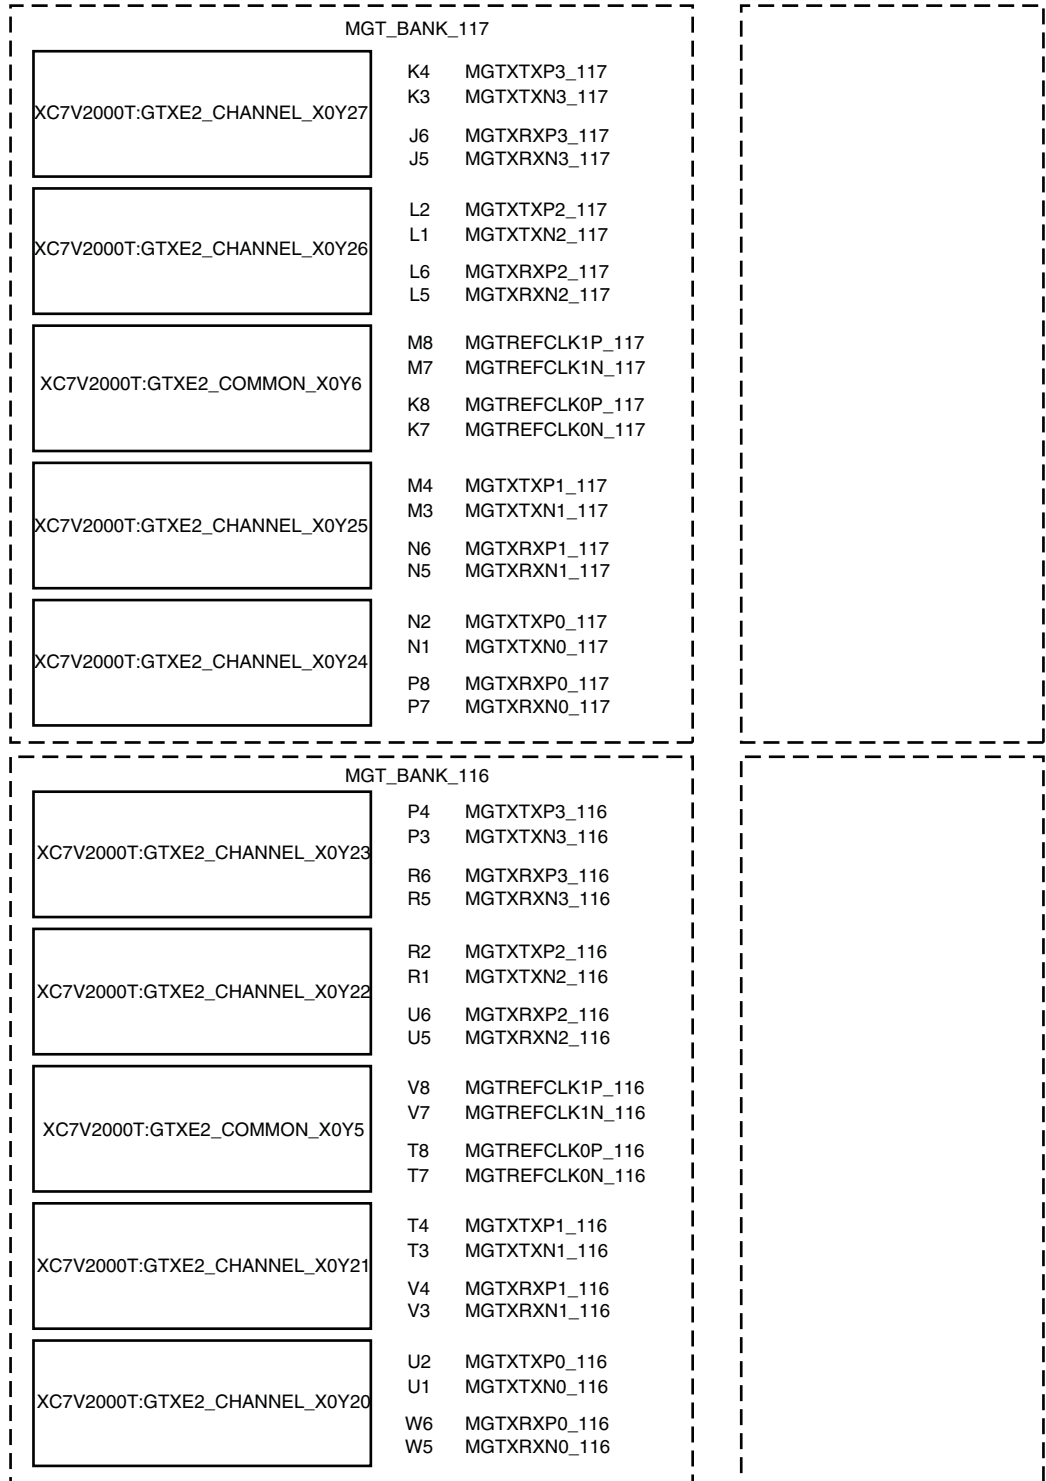 MGT_BANK_117
K4 MGTXTXP3_117
K3 MGTXTXN3_117
XC7V2000T:GTXE2_CHANNEL_X0Y27
J6 MGTXRXP3_117
J5 MGTXRXN3_117
L2 MGTXTXP2_117
L1 MGTXTXN2_117
XC7V2000T:GTXE2_CHANNEL_X0Y26
L6 MGTXRXP2_117
L5 MGTXRXN2_117
M8 MGTREFCLK1P_117
M7 MGTREFCLK1N_117
XC7V2000T:GTXE2_COMMON_X0Y6
K8 MGTREFCLK0P_117
K7 MGTREFCLK0N_117
M4 MGTXTXP1_117
M3 MGTXTXN1_117
XC7V2000T:GTXE2_CHANNEL_X0Y25
N6 MGTXRXP1_117
N5 MGTXRXN1_117
N2 MGTXTXP0_117
N1 MGTXTXN0_117
XC7V2000T:GTXE2_CHANNEL_X0Y24
P8 MGTXRXP0_117
P7 MGTXRXN0_117
MGT_BANK_116
P4 MGTXTXP3_116
P3 MGTXTXN3_116
XC7V2000T:GTXE2_CHANNEL_X0Y23
R6 MGTXRXP3_116
R5 MGTXRXN3_116
R2 MGTXTXP2_116
R1 MGTXTXN2_116
XC7V2000T:GTXE2_CHANNEL_X0Y22
U6 MGTXRXP2_116
U5 MGTXRXN2_116
V8 MGTREFCLK1P_116
V7 MGTREFCLK1N_116
XC7V2000T:GTXE2_COMMON_X0Y5
T8 MGTREFCLK0P_116
T7 MGTREFCLK0N_116
T4 MGTXTXP1_116
T3 MGTXTXN1_116
XC7V2000T:GTXE2_CHANNEL_X0Y21
V4 MGTXRXP1_116
V3 MGTXRXN1_116
U2 MGTXTXP0_116
U1 MGTXTXN0_116
XC7V2000T:GTXE2_CHANNEL_X0Y20
W6 MGTXRXP0_116
W5 MGTXRXN0_116